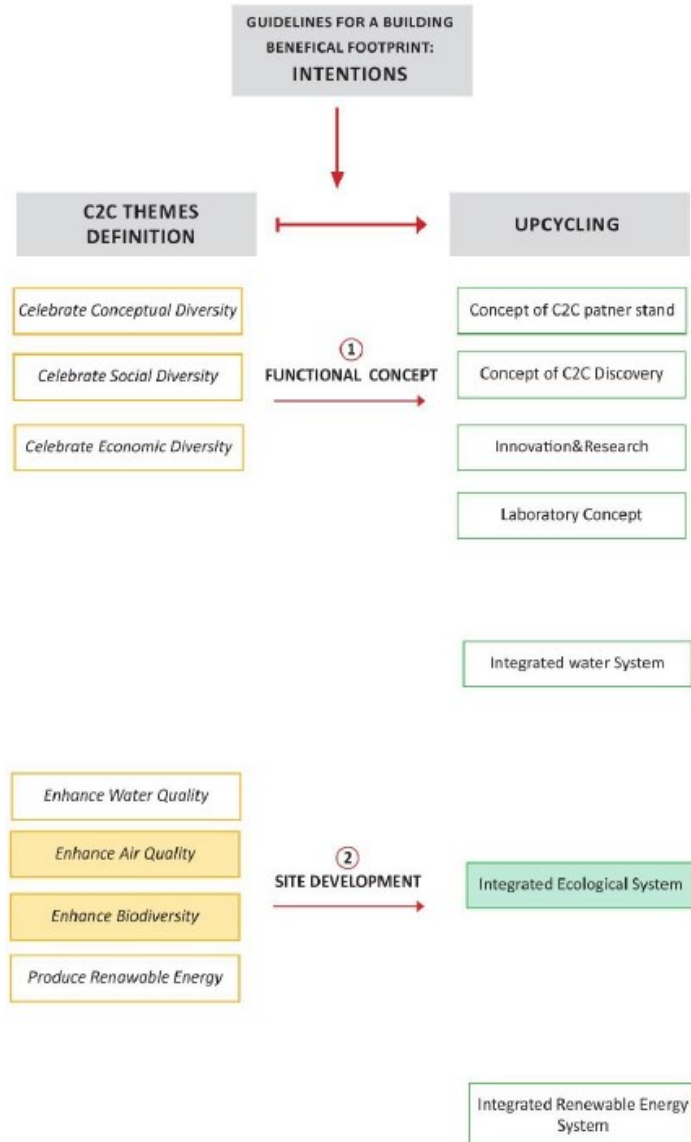 GUIDELINES FOR A BUILDING
BENEFICAL FOOTPRINT:
INTENTIONS
C2C THEMES
DEFINITION
UPCYCLING
Celebrate Conceptual Diversity
Concept of C2C patner stand
1
FUNCTIONAL CONCEPT
Celebrate Social Diversity
Concept of C2C Discovery
Celebrate Economic Diversity
Innovation&Research
Laboratory Concept
Integrated water System
Enhance Water Quality
Enhance Air Quality
2
SITE DEVELOPMENT
Integrated Ecological System
Enhance Biodiversity
Produce Renawable Energy
Integrated Renewable Energy
System